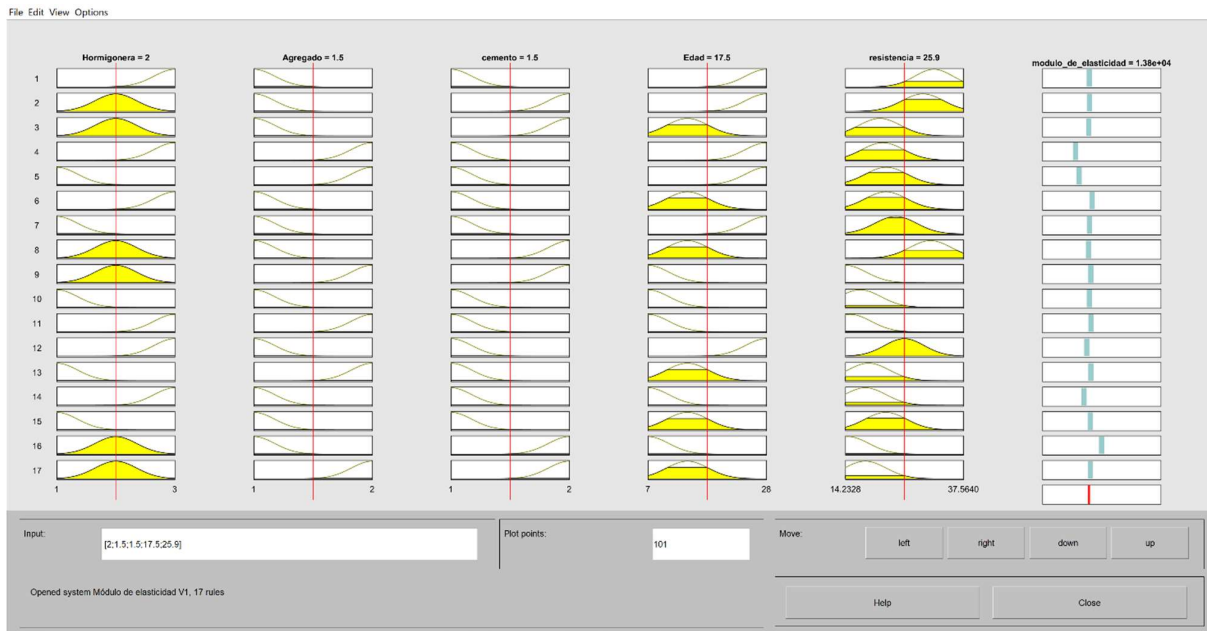 File Edit View Options
Hormigonera = 2 Agregado = 1.5 cemento = 1.5 Edad = 17.5 resistencia = 25.9 modulo_de_elasticidad = 1.38e+04
1
2
3
4
5
6
7
8
9
10
11
12
13
14
15
16
17
1 3 1 2 1 2 7 28 14.2328 37.5640
Input: [2;1.5;1.5;17.5;25.9] Plot points: 101 Move: left right down up
Opened system Módulo de elasticidad V1, 17 rules
Help Close